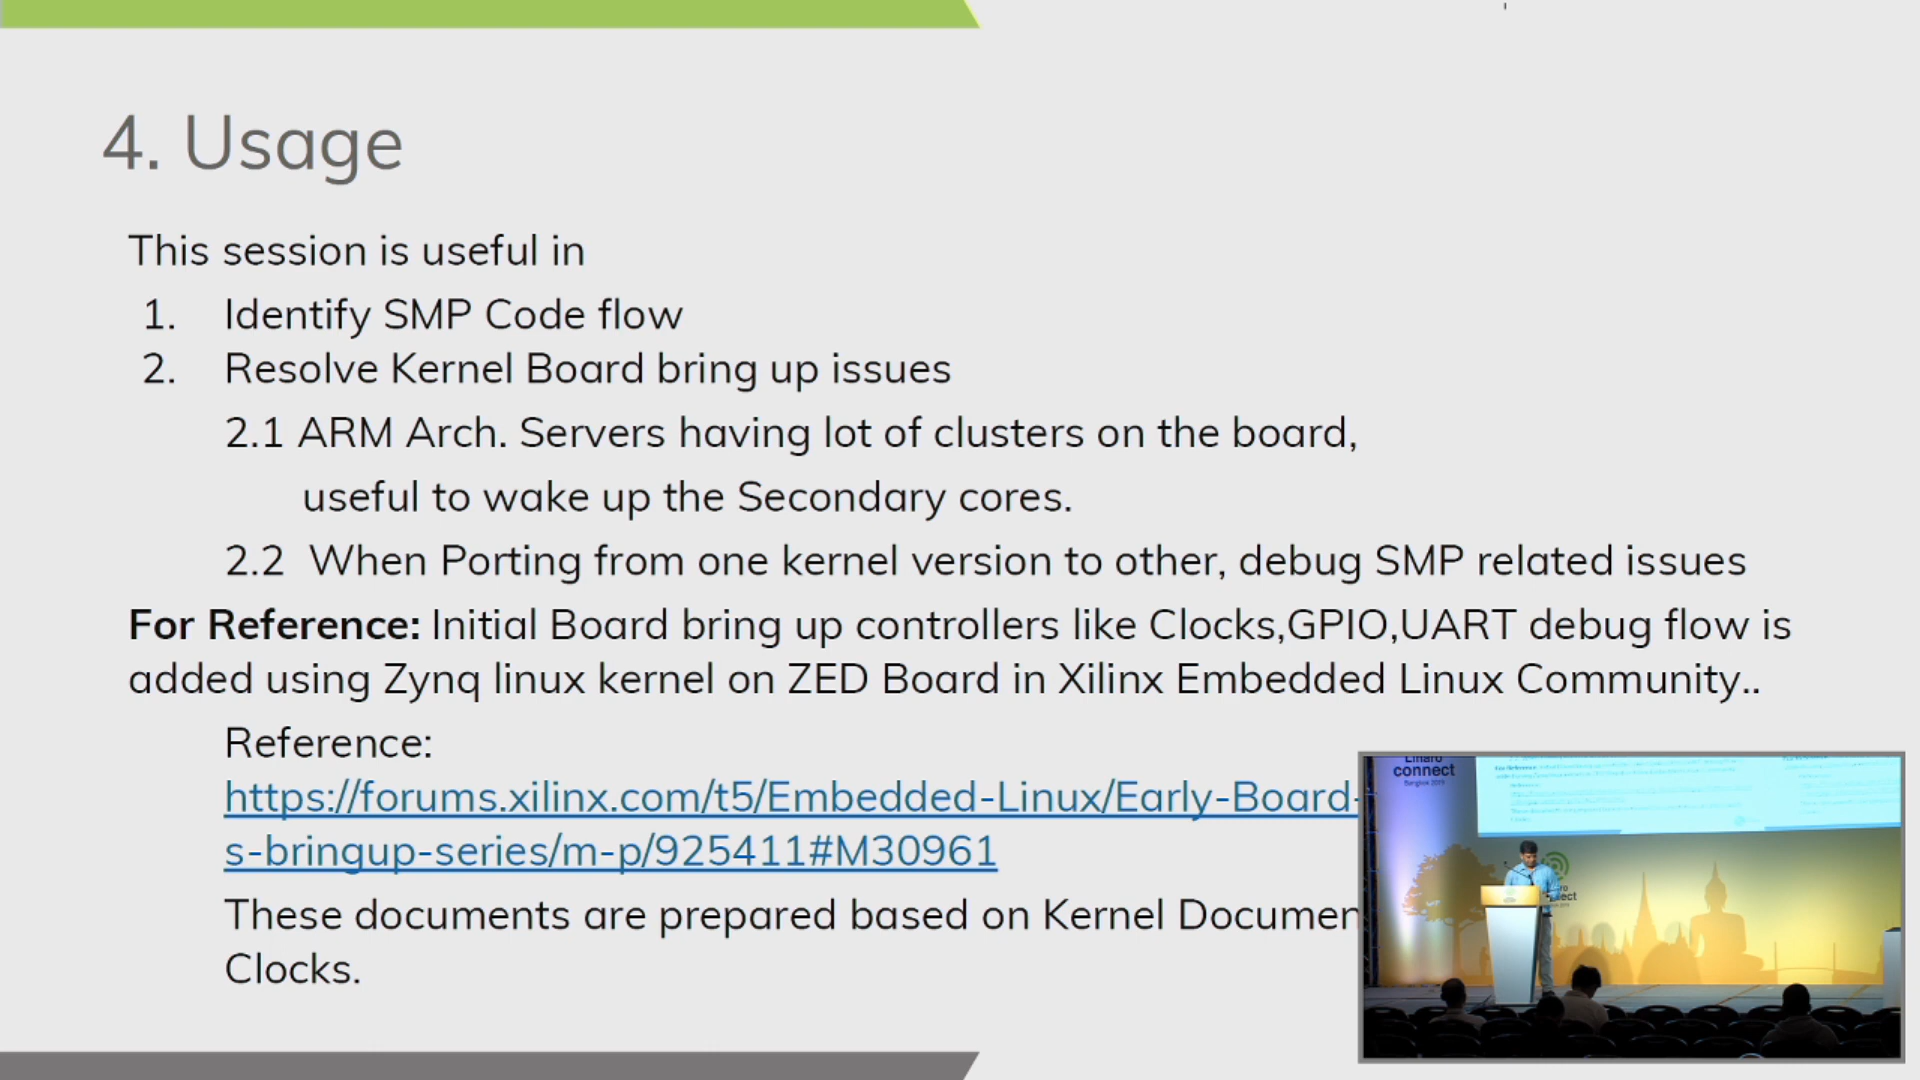 4. Usage
This session is useful in
1. Identify SMP Code flow
2. Resolve Kernel Board bring up issues
2.1 ARM Arch. Servers having lot of clusters on the board,
useful to wake up the Secondary cores.
2.2 When Porting from one kernel version to other, debug SMP related issues
For Reference: Initial Board bring up controllers like Clocks,GPIO,UART debug flow is
added using Zynq linux kernel on ZED Board in Xilinx Embedded Linux Community..
Reference:
https://forums.xilinx.com/t5/Embedded-Linux/Early-Board-
s-bringup-series/m-p/925411#M30961
These documents are prepared based on Kernel Documen
Clocks.
connect